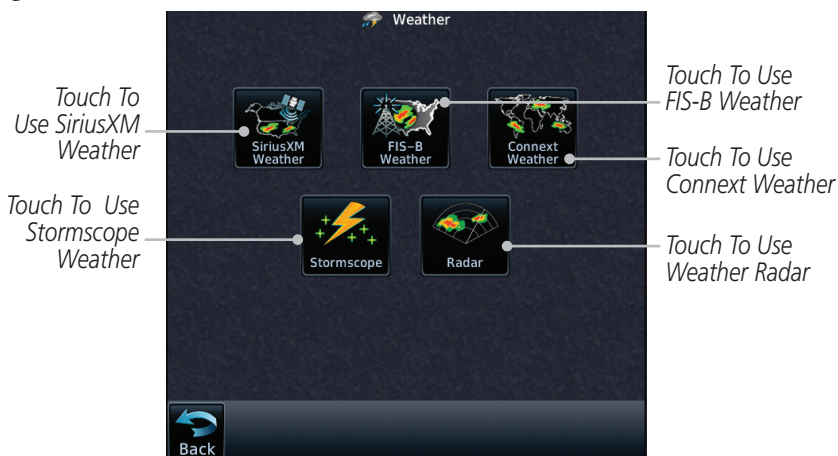 Weather
Touch To
Use SiriusXM
Weather
SiriusXM
Weather
FIS-B
Weather
Connext
Weather
Touch To Use
FIS-B Weather
Touch To Use
Connext Weather
Touch To Use
Stormscope
Weather
Stormscope
Radar
Touch To Use
Weather Radar
Back